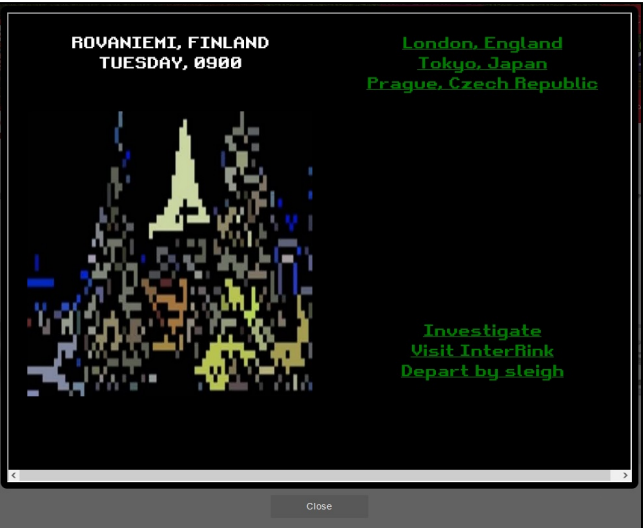 ROVANIEMI, FINLAND
TUESDAY, 0900
London, England
Tokyo, Japan
Prague, Czech Republic
Investigate
Visit InterRink
Depart by sleigh
Close